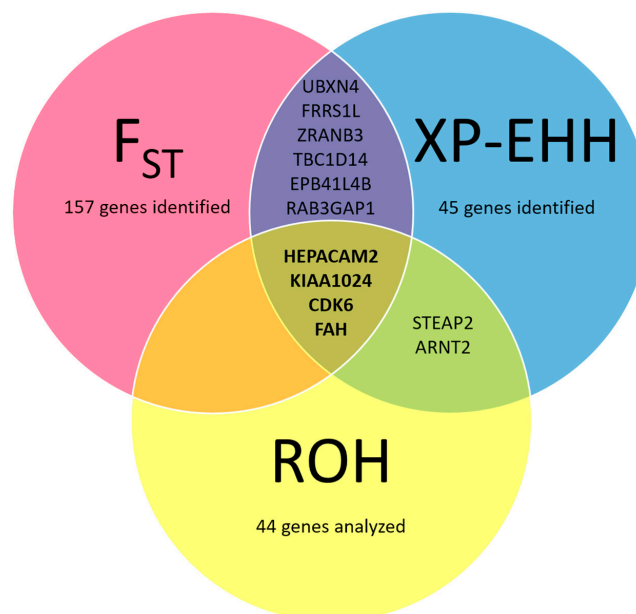 F_ST
157 genes identified
XP-EHH
45 genes identified
UBXN4
FRRS1L
ZRANB3
TBC1D14
EPB41L4B
RAB3GAP1
HEPACAM2
KIAA1024
CDK6
FAH
STEAP2
ARNT2
ROH
44 genes analyzed